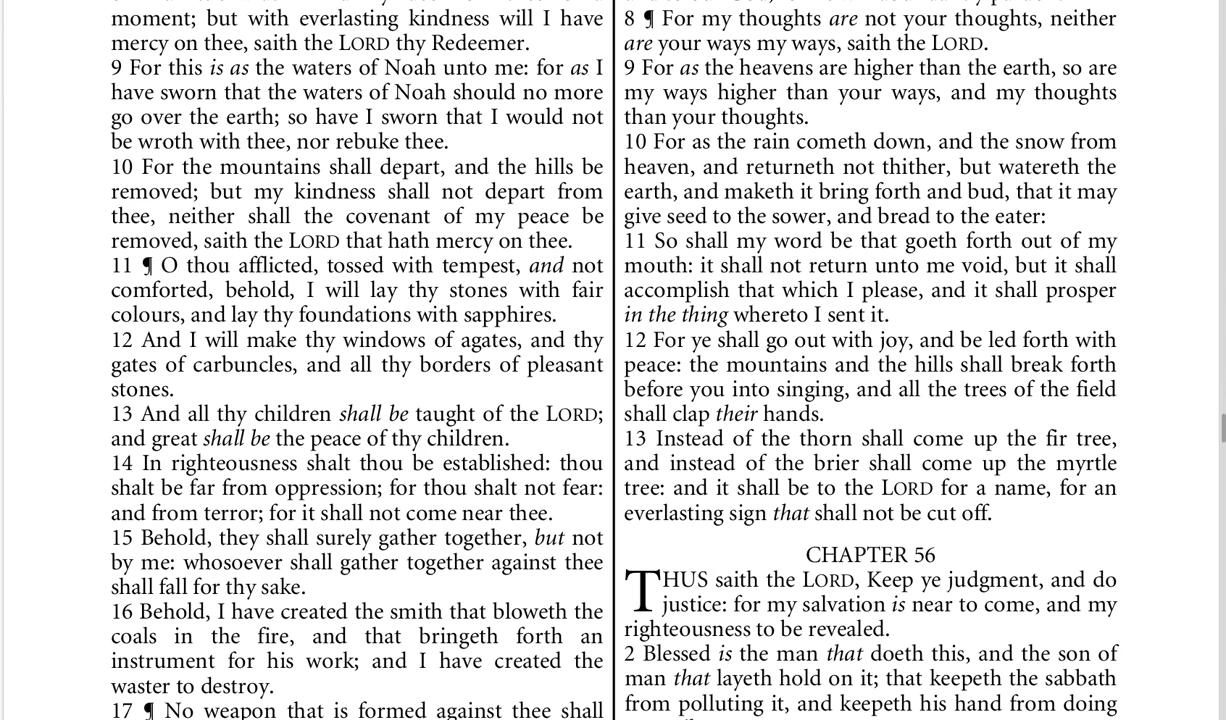 moment; but with everlasting kindness will I have
mercy on thee, saith the LORD thy Redeemer.
9 For this is as the waters of Noah unto me: for as I
have sworn that the waters of Noah should no more
go over the earth; so have I sworn that I would not
be wroth with thee, nor rebuke thee.
10 For the mountains shall depart, and the hills be
removed; but my kindness shall not depart from
thee, neither shall the covenant of my peace be
removed, saith the LORD that hath mercy on thee.
11 ¶ O thou afflicted, tossed with tempest, and not
comforted, behold, I will lay thy stones with fair
colours, and lay thy foundations with sapphires.
12 And I will make thy windows of agates, and thy
gates of carbuncles, and all thy borders of pleasant
stones.
13 And all thy children shall be taught of the LORD;
and great shall be the peace of thy children.
14 In righteousness shalt thou be established: thou
shalt be far from oppression; for thou shalt not fear:
and from terror; for it shall not come near thee.
15 Behold, they shall surely gather together, but not
by me: whosoever shall gather together against thee
shall fall for thy sake.
16 Behold, I have created the smith that bloweth the
coals in the fire, and that bringeth forth an
instrument for his work; and I have created the
waster to destroy.
17 ¶ No weapon that is formed against thee shall
8 ¶ For my thoughts are not your thoughts, neither
are your ways my ways, saith the LORD.
9 For as the heavens are higher than the earth, so are
my ways higher than your ways, and my thoughts
than your thoughts.
10 For as the rain cometh down, and the snow from
heaven, and returneth not thither, but watereth the
earth, and maketh it bring forth and bud, that it may
give seed to the sower, and bread to the eater:
11 So shall my word be that goeth forth out of my
mouth: it shall not return unto me void, but it shall
accomplish that which I please, and it shall prosper
in the thing whereto I sent it.
12 For ye shall go out with joy, and be led forth with
peace: the mountains and the hills shall break forth
before you into singing, and all the trees of the field
shall clap their hands.
13 Instead of the thorn shall come up the fir tree,
and instead of the brier shall come up the myrtle
tree: and it shall be to the LORD for a name, for an
everlasting sign that shall not be cut off.
CHAPTER 56
THUS saith the LORD, Keep ye judgment, and do
justice: for my salvation is near to come, and my
righteousness to be revealed.
2 Blessed is the man that doeth this, and the son of
man that layeth hold on it; that keepeth the sabbath
from polluting it, and keepeth his hand from doing